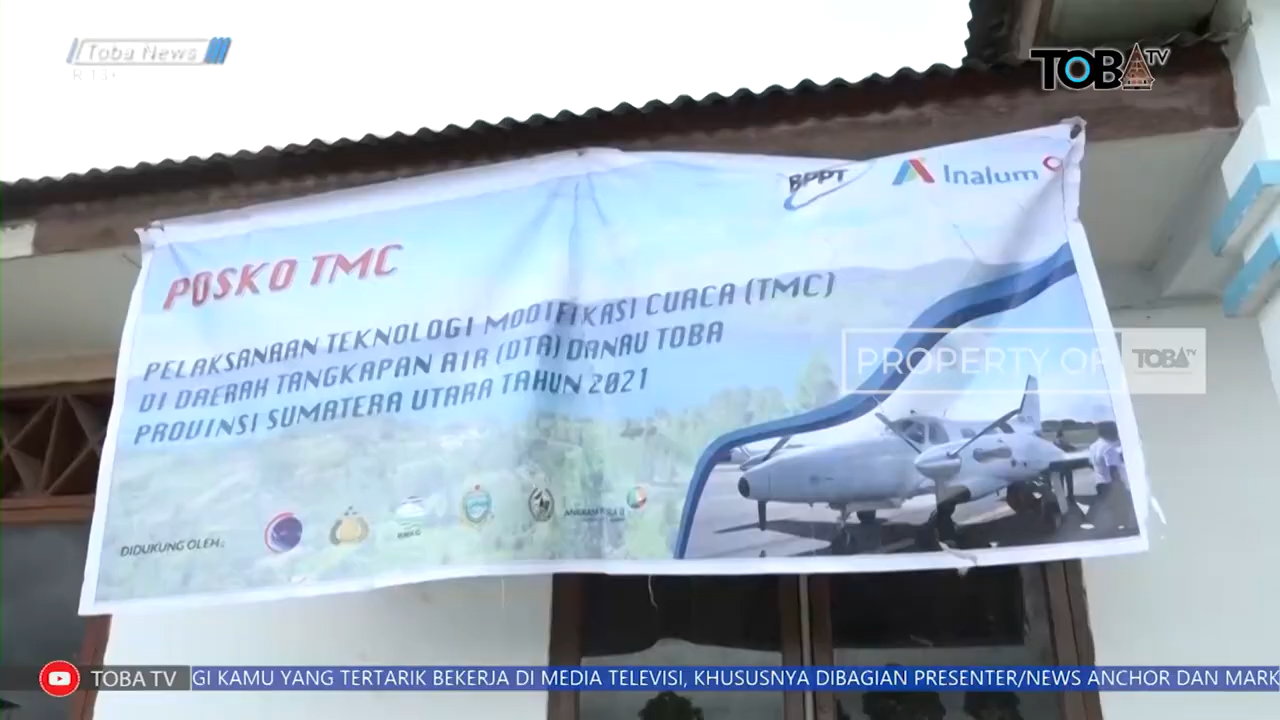 Toba News
R 13+
TOBA TV
BPPT
Inalum
POSKO TMC
PELAKSANAAN TEKNOLOGI MODIFIKASI CUACA (TMC)
DI DAERAH TANGKAPAN AIR (DTA) DANAU TOBA
PROVINSI SUMATERA UTARA TAHUN 2021
PROPERTY OF TOBA TV
DIDUKUNG OLEH :
BMKG
TOBA TV
GI KAMU YANG TERTARIK BEKERJA DI MEDIA TELEVISI, KHUSUSNYA DIBAGIAN PRESENTER/NEWS ANCHOR DAN MARK